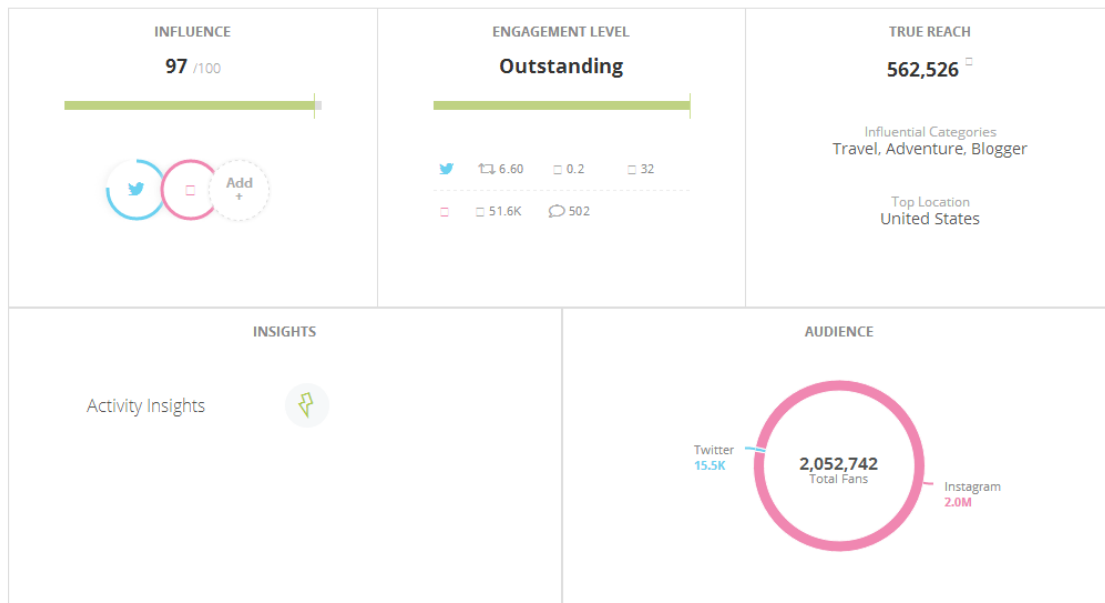 INFLUENCE
97 /100
Add
+
ENGAGEMENT LEVEL
Outstanding
6.60 0.2 32
51.6K 502
TRUE REACH
562,526
Influential Categories
Travel, Adventure, Blogger
Top Location
United States
INSIGHTS
Activity Insights
AUDIENCE
Twitter
15.5K
2,052,742
Total Fans
Instagram
2.0M